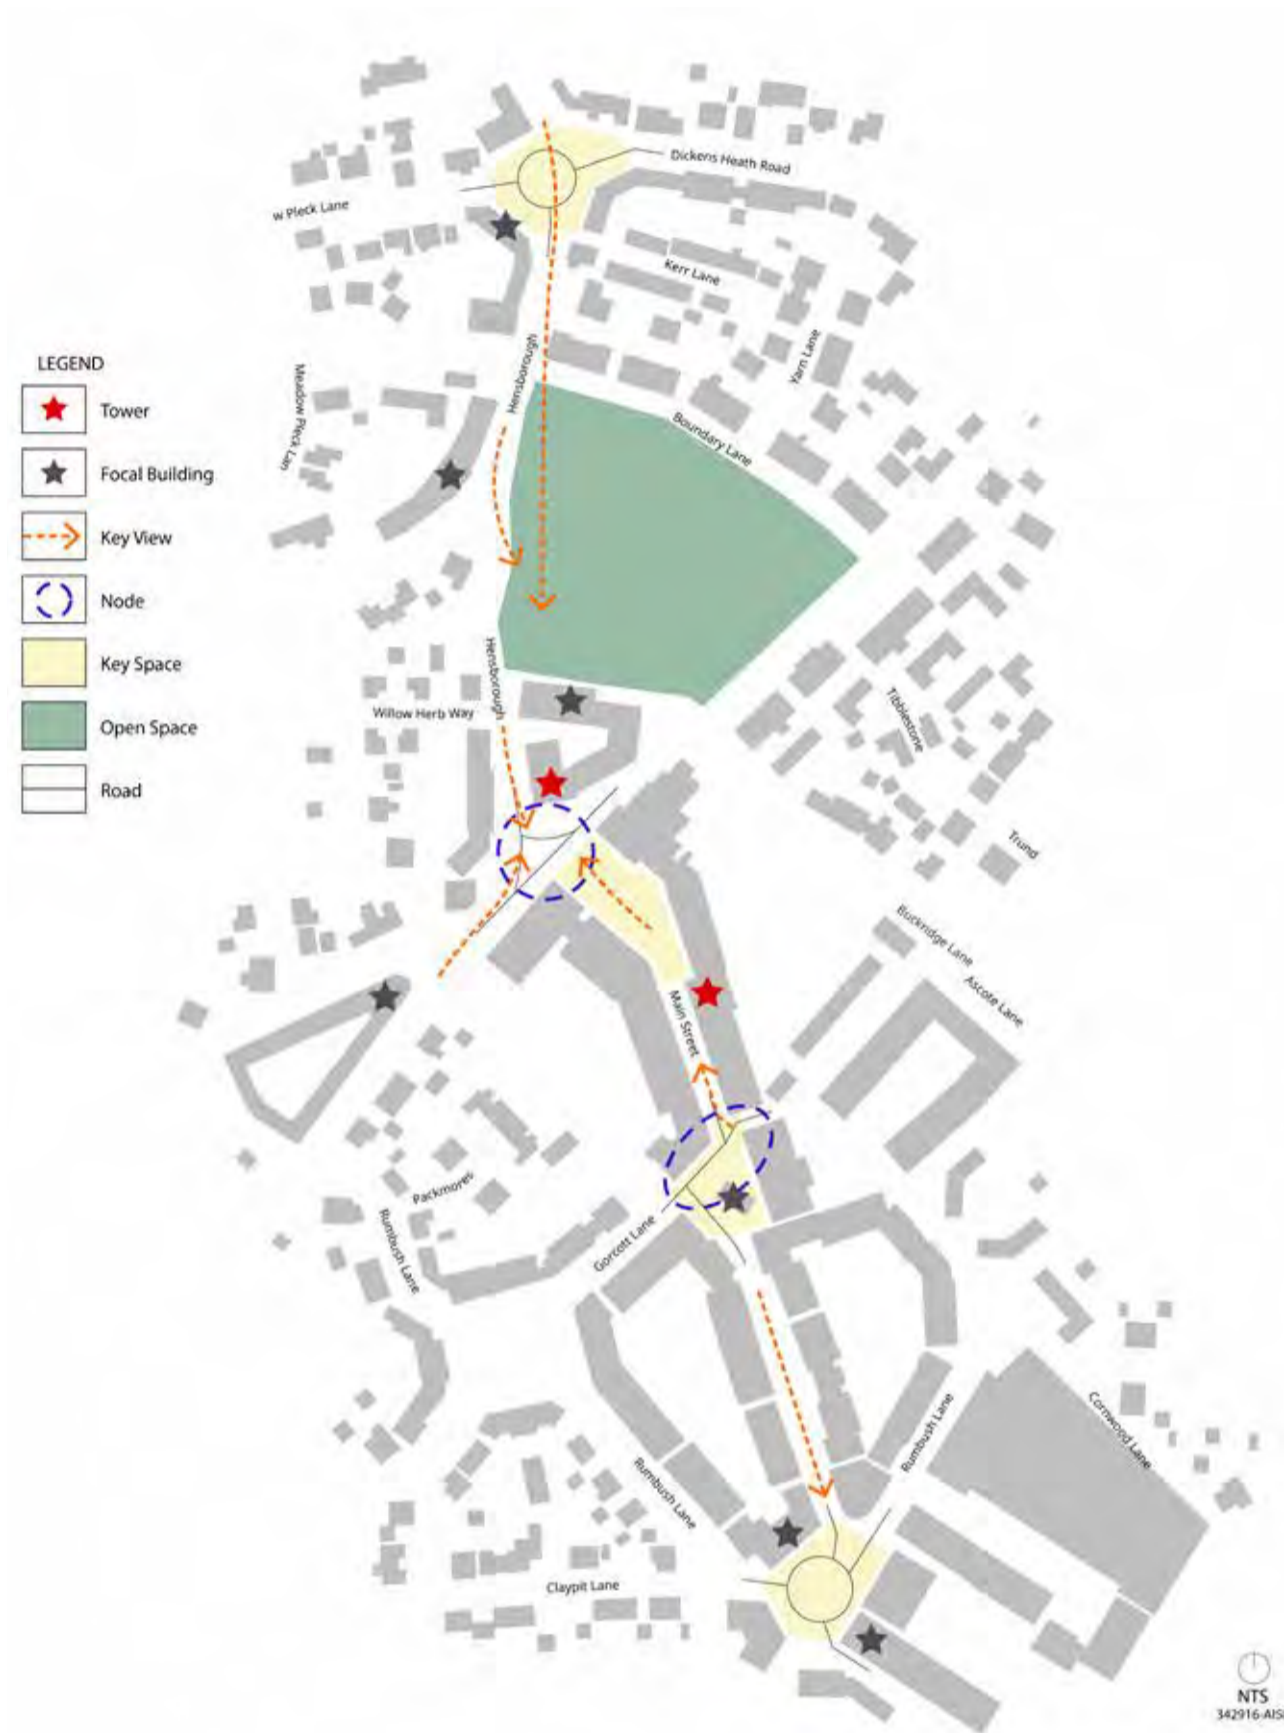 Dickens Heath Road
w Pleck Lane
Kerr Lane
Yarn Lane
Hensborough
LEGEND
Meadow Pleck Lan
Tower
Boundary Lane
Focal Building
Key View
Node
Key Space
Hensborough
Willow Herb Way
Tibblestone
Open Space
Road
Trund
Buckridge Lane
Ascote Lane
Main Street
Packmores
Rumbush Lane
Gorcott Lane
Rumbush Lane
Cornwood Lane
Rumbush Lane
Claypit Lane
NTS
342916-AIS